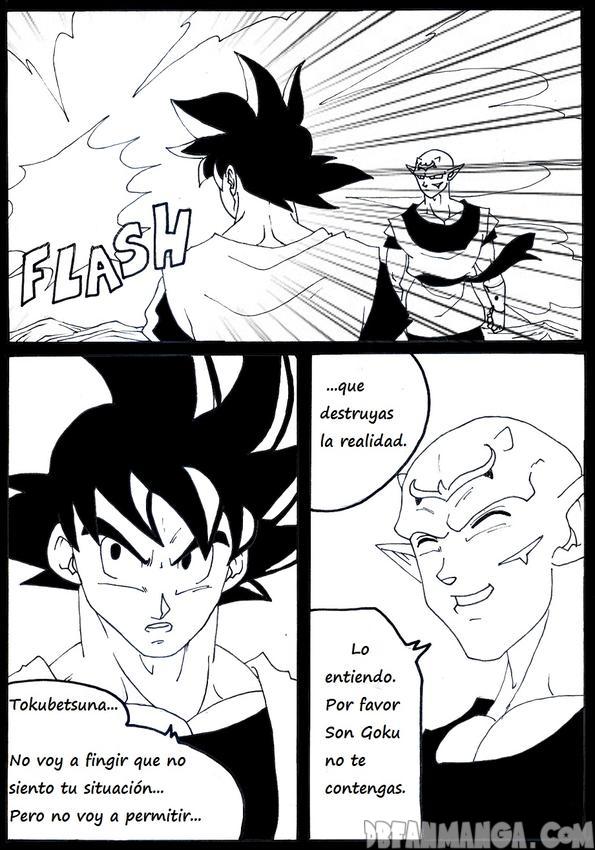 FLASH
Tokubetsuna...
No voy a fingir que no
siento tu situación...
Pero no voy a permitir...
...que
destruyas
la realidad.
Lo
entiendo.
Por favor
Son Goku
no te
contengas.
DBFANMANGA.COM